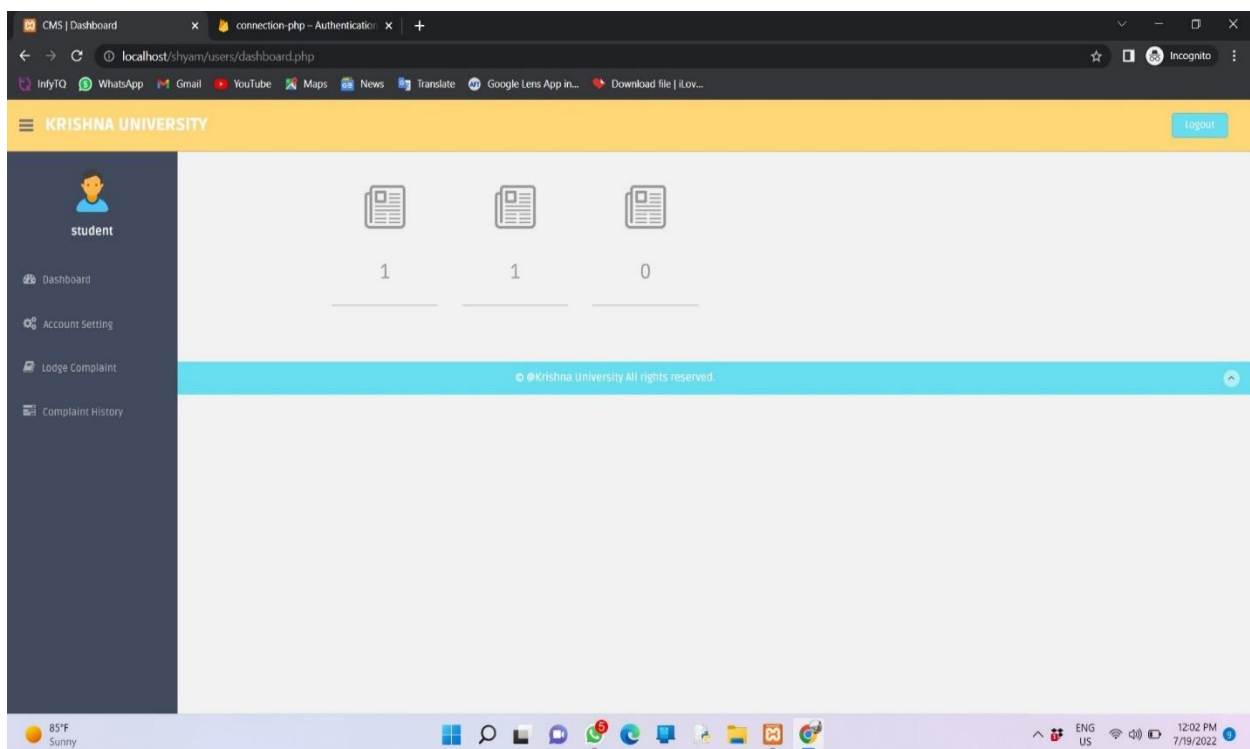 CMS | Dashboard
connection-php – Authentication
localhost/shyam/users/dashboard.php
Incognito
InfyTQ WhatsApp Gmail YouTube Maps News Translate Google Lens App in... Download file | iLov...
KRISHNA UNIVERSITY
Logout
student
Dashboard
Account Setting
Lodge Complaint
Complaint History
1 1 0
© @Krishna University All rights reserved.
85°F
Sunny
5
ENG
US
12:02 PM
7/19/2022
9